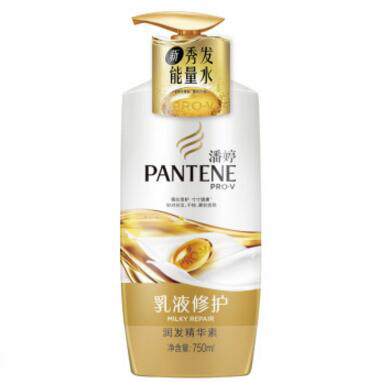 新秀发
能量水
PRO-V
潘婷
PANTENE
PRO-V
乳液修护
MILKY REPAIR
润发精华素
净含量:750ml